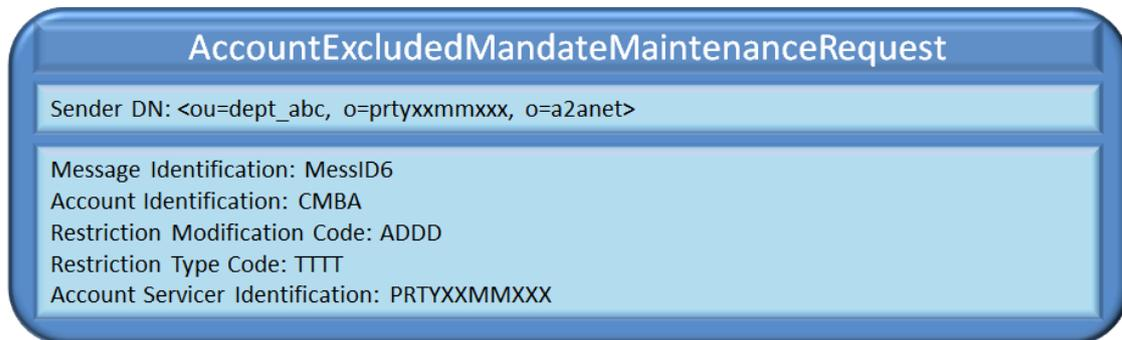 AccountExcludedMandateMaintenanceRequest
Sender DN: <ou=dept_abc, o=prtyxxmmxxx, o=a2anet>
Message Identification: MessID6
Account Identification: CMBA
Restriction Modification Code: ADDD
Restriction Type Code: TTTT
Account Servicer Identification: PRTYXXMMXXX